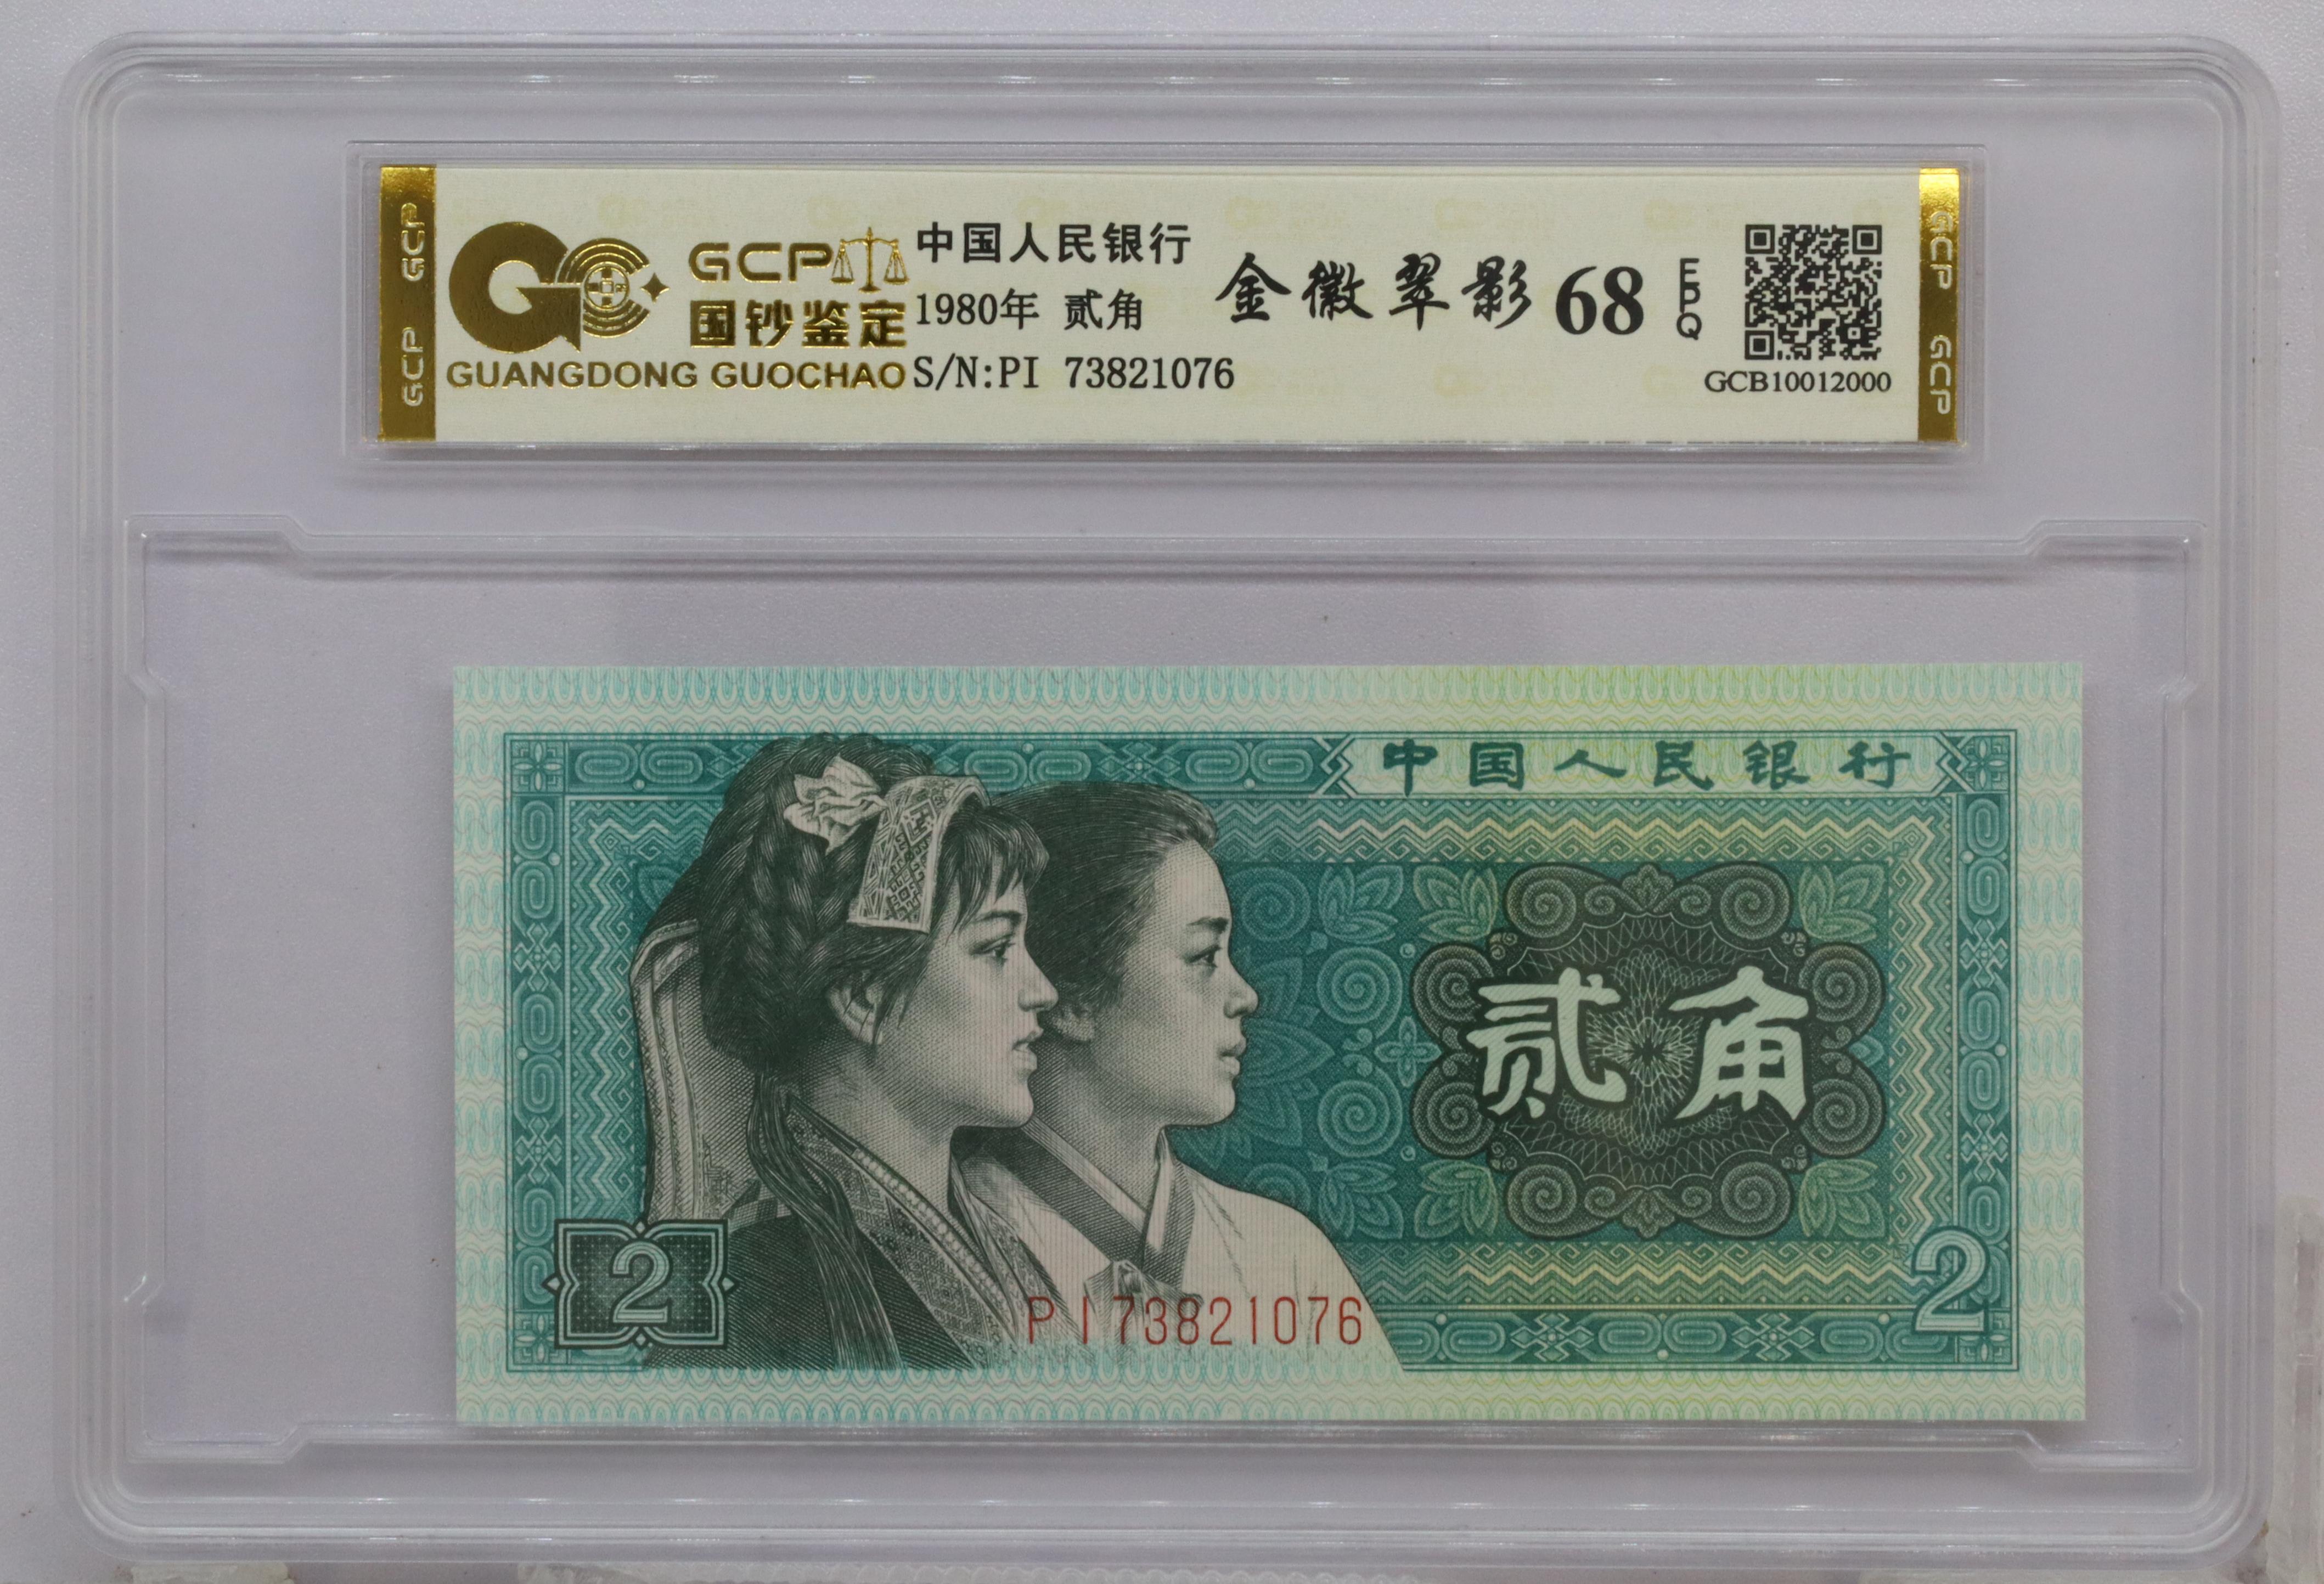 GCP GCP
GCP
国钞鉴定
GUANGDONG GUOCHAO
中国人民银行
1980年 贰角
S/N:PI 73821076
金徽翠影 68 EPQ
GCB10012000
GCP GCP
中国人民银行
贰角
2
2
PI73821076